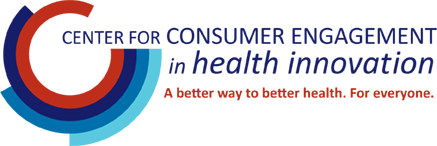 CENTER FOR CONSUMER ENGAGEMENT
in health innovation
A better way to better health. For everyone.